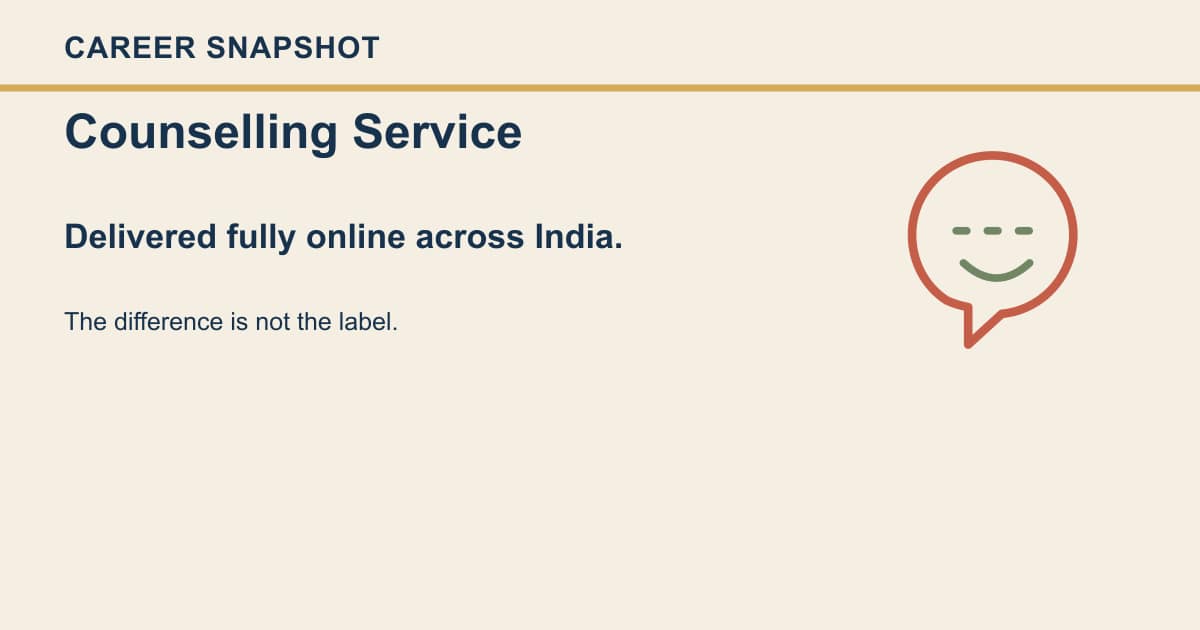 CAREER SNAPSHOT
Counselling Service
Delivered fully online across India.
The difference is not the label.